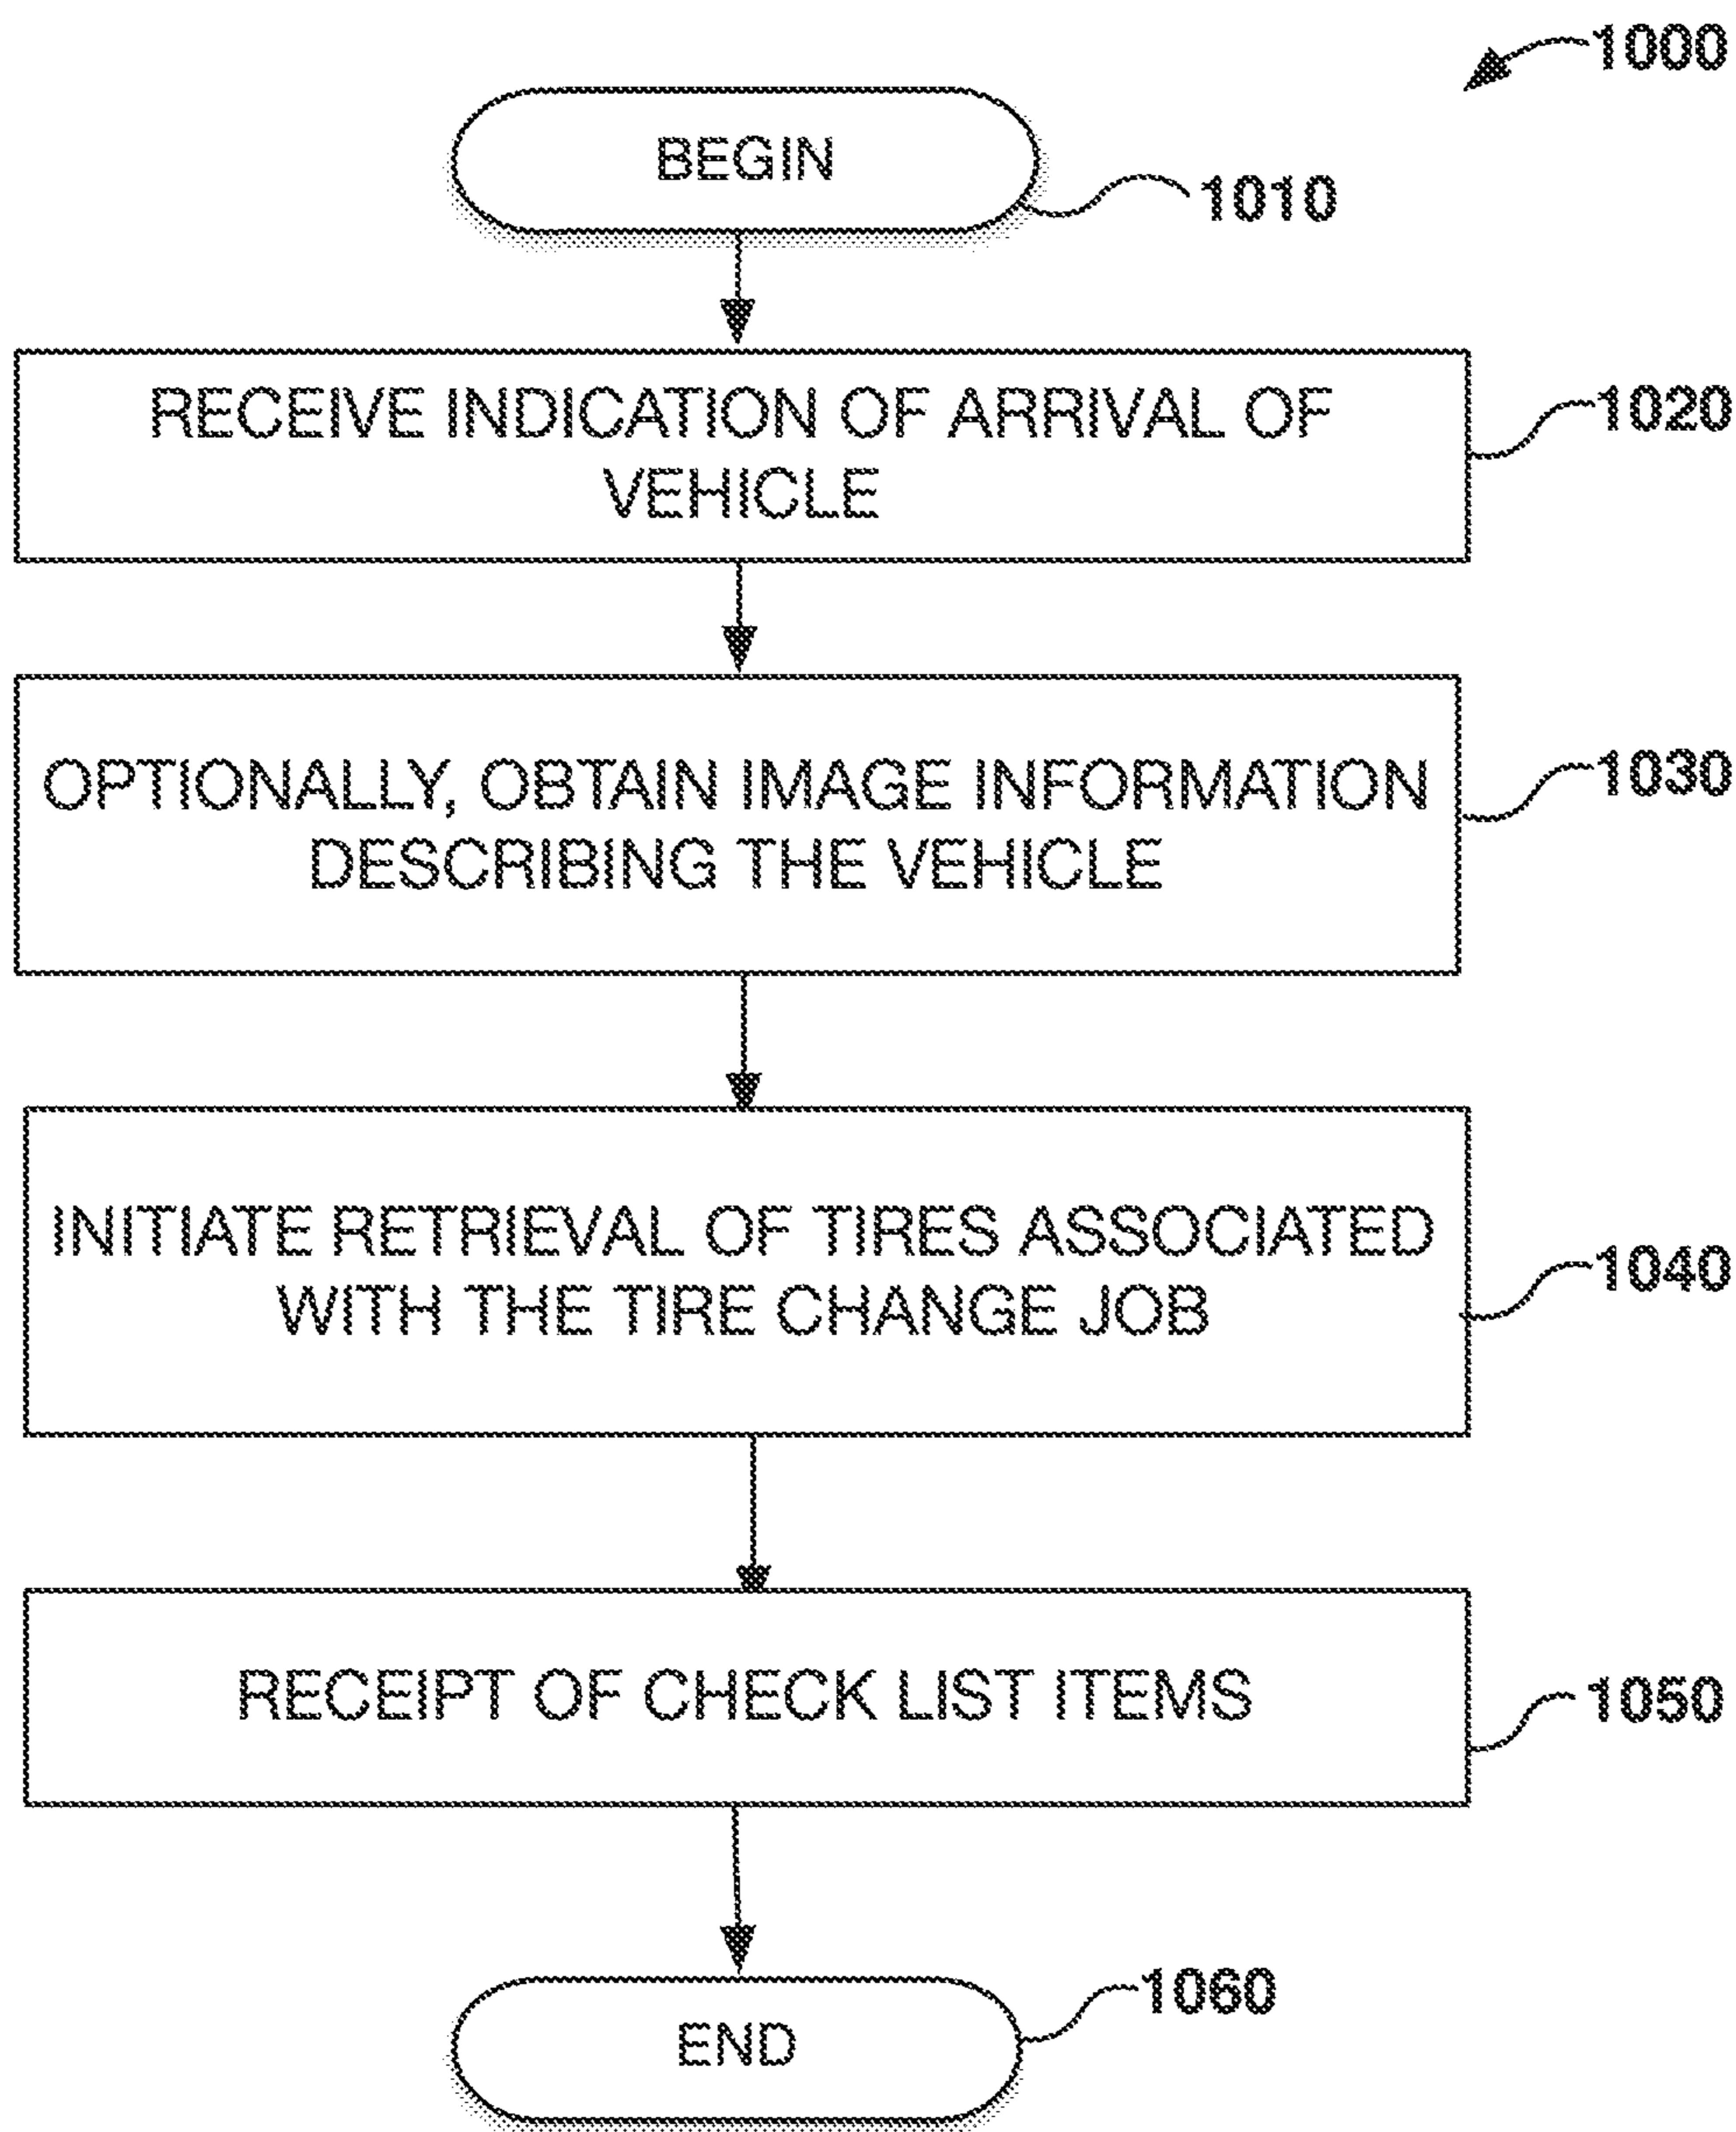 1000
BEGIN
1010
RECEIVE INDICATION OF ARRIVAL OF
VEHICLE
1020
OPTIONALLY, OBTAIN IMAGE INFORMATION
DESCRIBING THE VEHICLE
1030
INITIATE RETRIEVAL OF TIRES ASSOCIATED
WITH THE TIRE CHANGE JOB
1040
RECEIPT OF CHECK LIST ITEMS
1050
END
1060